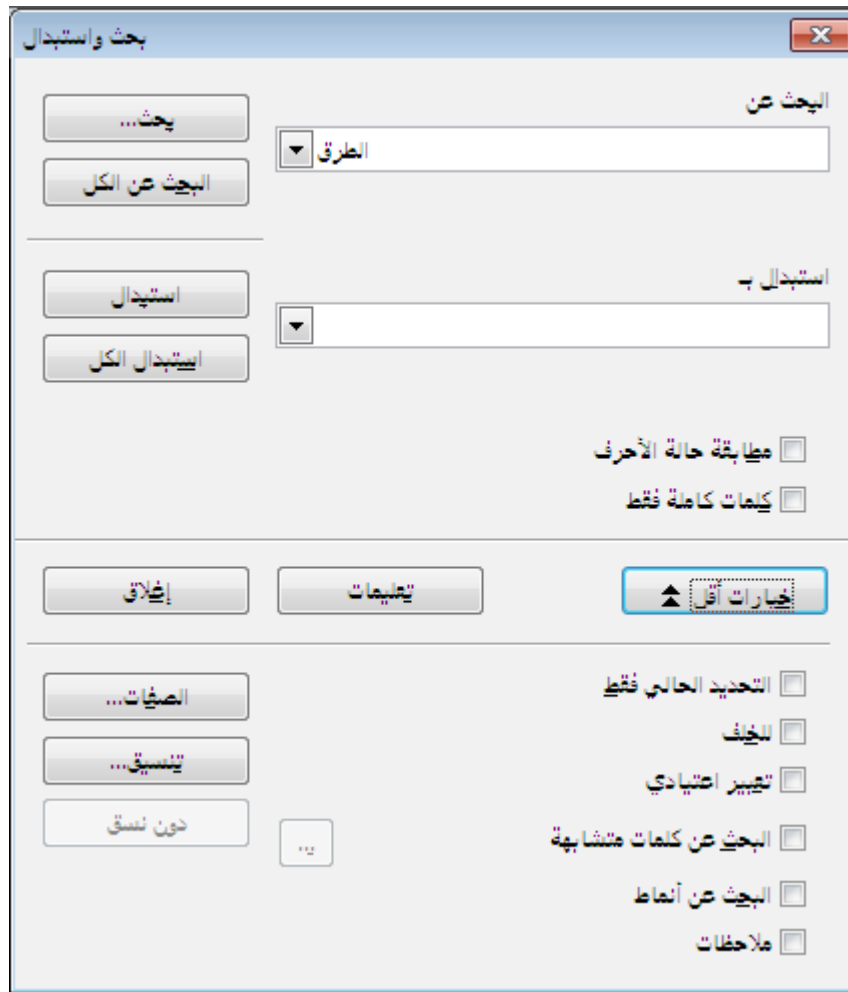 بحث واستبدال
البحث عن
الطرق
بحث...
البحث عن الكل
استبدل بـ
استبدال
استبدال الكل
مطابقة حالة الأحرف
كلمات كاملة فقط
خيارات أقل
تعليمات
إغلاق
التحديد الحالي فقط
للخلف
تعبير اعتيادي
البحث عن كلمات متشابهة
...
البحث عن أنماط
ملاحظات
الصفات...
تنسيق...
دون نسق